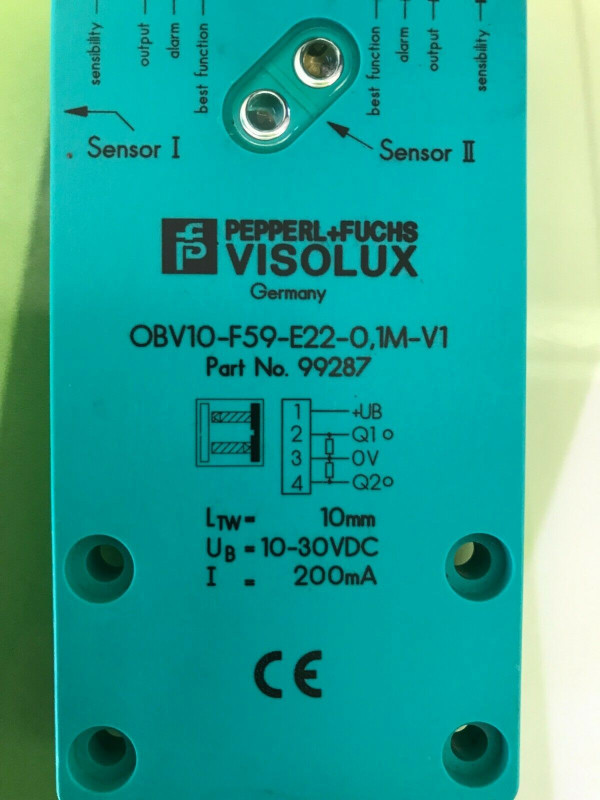 sensibility
output
alarm
best function
best function
alarm
output
sensibility
Sensor I
Sensor II
PEPPERL+FUCHS
VISOLUX
Germany
OBV10-F59-E22-0,1M-V1
Part No. 99287
1 +UB
2 Q1
3 0V
4 Q2
LTW= 10mm
UB = 10-30VDC
I = 200mA
CE